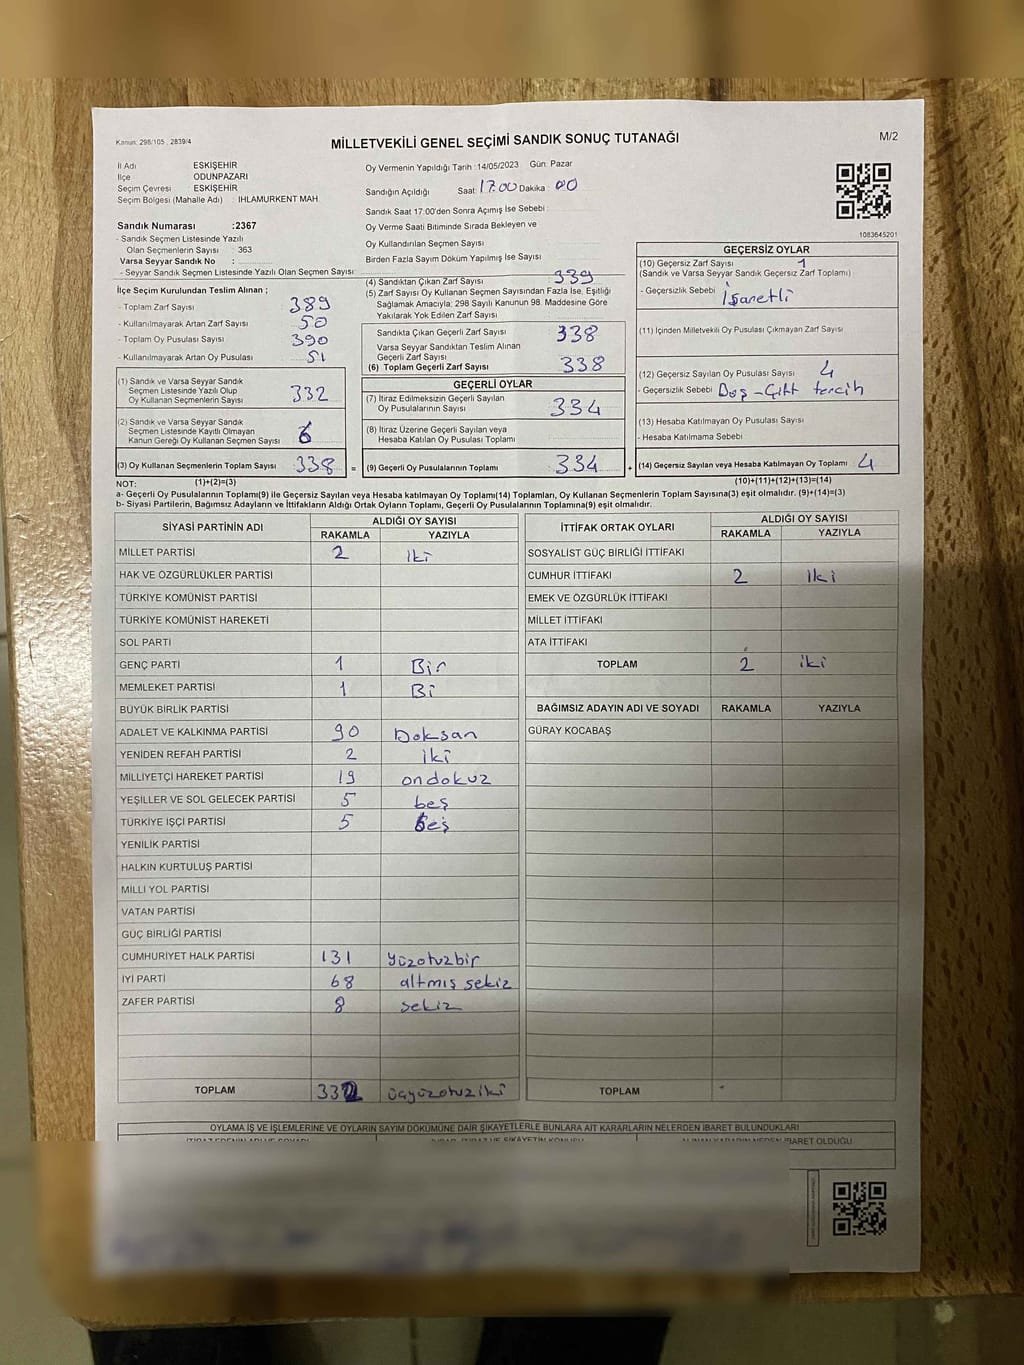 Kanun: 298/105 , 2839/4
MİLLETVEKİLİ GENEL SEÇİMİ SANDIK SONUÇ TUTANAĞI
M/2
İl Adı ESKİŞEHİR
İlçe ODUNPAZARI
Seçim Çevresi ESKİŞEHİR
Seçim Bölgesi (Mahalle Adı) : IHLAMURKENT MAH.
Sandık Numarası :2367
- Sandık Seçmen Listesinde Yazılı
Olan Seçmenlerin Sayısı : 363
Varsa Seyyar Sandık No :
- Seyyar Sandık Seçmen Listesinde Yazılı Olan Seçmen Sayısı:
İlçe Seçim Kurulundan Teslim Alınan ;
- Toplam Zarf Sayısı 389
- Kullanılmayarak Artan Zarf Sayısı 50
- Toplam Oy Pusulası Sayısı 390
- Kullanılmayarak Artan Oy Pusulası 51
(1) Sandık ve Varsa Seyyar Sandık
Seçmen Listesinde Yazılı Olup
Oy Kullanan Seçmenlerin Sayısı 332
(2) Sandık ve Varsa Seyyar Sandık
Seçmen Listesinde Kayıtlı Olmayan
Kanun Gereği Oy Kullanan Seçmen Sayısı 6
(3) Oy Kullanan Seçmenlerin Toplam Sayısı 338 =
Oy Vermenin Yapıldığı Tarih : 14/05/2023 Gün: Pazar
Sandığın Açıldığı Saat 17.00 Dakika : 00
Sandık Saat 17:00'den Sonra Açımış İse Sebebi :
Oy Verme Saati Bitiminde Sırada Bekleyen ve
Oy Kullandırılan Seçmen Sayısı
Birden Fazla Sayım Döküm Yapılmış İse Sayısı
(4) Sandıktan Çıkan Zarf Sayısı 339
(5) Zarf Sayısı Oy Kullanan Seçmen Sayısından Fazla İse, Eşitliği
Sağlamak Amacıyla; 298 Sayılı Kanunun 98. Maddesine Göre
Yakılarak Yok Edilen Zarf Sayısı
Sandıkta Çıkan Geçerli Zarf Sayısı 338
Varsa Seyyar Sandıktan Teslim Alınan
Geçerli Zarf Sayısı
(6) Toplam Geçerli Zarf Sayısı 338
GEÇERLİ OYLAR
(7) İtiraz Edilmeksizin Geçerli Sayılan
Oy Pusulalarının Sayısı 334
(8) İtiraz Üzerine Geçerli Sayılan veya
Hesaba Katılan Oy Pusulası Toplamı
(9) Geçerli Oy Pusulalarının Toplamı 334 +
1083645201
GEÇERSİZ OYLAR
(10) Geçersiz Zarf Sayısı 1
(Sandık ve Varsa Seyyar Sandık Geçersiz Zarf Toplamı)
- Geçersizlik Sebebi işaretli
(11) İçinden Milletvekili Oy Pusulası Çıkmayan Zarf Sayısı
(12) Geçersiz Sayılan Oy Pusulası Sayısı 4
- Geçersizlik Sebebi Boş - Çift tercih
(13) Hesaba Katılmayan Oy Pusulası Sayısı
- Hesaba Katılmama Sebebi
(14) Geçersiz Sayılan veya Hesaba Katılmayan Oy Toplamı 4
NOT: (1)+(2)=(3) (10)+(11)+(12)+(13)=(14)
a- Geçerli Oy Pusulalarının Toplamı(9) ile Geçersiz Sayılan veya Hesaba katılmayan Oy Toplamı(14) Toplamları, Oy Kullanan Seçmenlerin Toplam Sayısına(3) eşit olmalıdır. (9)+(14)=(3)
b- Siyasi Partilerin, Bağımsız Adayların ve İttifakların Aldığı Ortak Oyların Toplamı, Geçerli Oy Pusulalarının Toplamına(9) eşit olmalıdır.
SİYASİ PARTİNİN ADI ALDIĞI OY SAYISI
RAKAMLA YAZIYLA
MİLLET PARTİSİ 2 iki
HAK VE ÖZGÜRLÜKLER PARTİSİ
TÜRKİYE KOMÜNİST PARTİSİ
TÜRKİYE KOMÜNİST HAREKETİ
SOL PARTİ
GENÇ PARTİ 1 Bir
MEMLEKET PARTİSİ 1 Bi
BÜYÜK BİRLİK PARTİSİ
ADALET VE KALKINMA PARTİSİ 90 Doksan
YENİDEN REFAH PARTİSİ 2 iki
MİLLİYETÇİ HAREKET PARTİSİ 19 ondokuz
YEŞİLLER VE SOL GELECEK PARTİSİ 5 beş
TÜRKİYE İŞÇİ PARTİSİ 5 beş
YENİLİK PARTİSİ
HALKIN KURTULUŞ PARTİSİ
MİLLİ YOL PARTİSİ
VATAN PARTİSİ
GÜÇ BİRLİĞİ PARTİSİ
CUMHURİYET HALK PARTİSİ 131 yüzotuzbir
İYİ PARTİ 68 altmış sekiz
ZAFER PARTİSİ 8 sekiz
TOPLAM 332 üçyüzotuziki
İTTİFAK ORTAK OYLARI ALDIĞI OY SAYISI
RAKAMLA YAZIYLA
SOSYALİST GÜÇ BİRLİĞİ İTTİFAKI
CUMHUR İTTİFAKI 2 iki
EMEK VE ÖZGÜRLÜK İTTİFAKI
MİLLET İTTİFAKI
ATA İTTİFAKI
TOPLAM 2 iki
BAĞIMSIZ ADAYIN ADI VE SOYADI RAKAMLA YAZIYLA
GÜRAY KOCABAŞ
TOPLAM
OYLAMA İŞ VE İŞLEMLERİNE VE OYLARIN SAYIM DÖKÜMÜNE DAİR ŞİKAYETLERLE BUNLARA AİT KARARLARIN NELERDEN İBARET BULUNDUKLARI